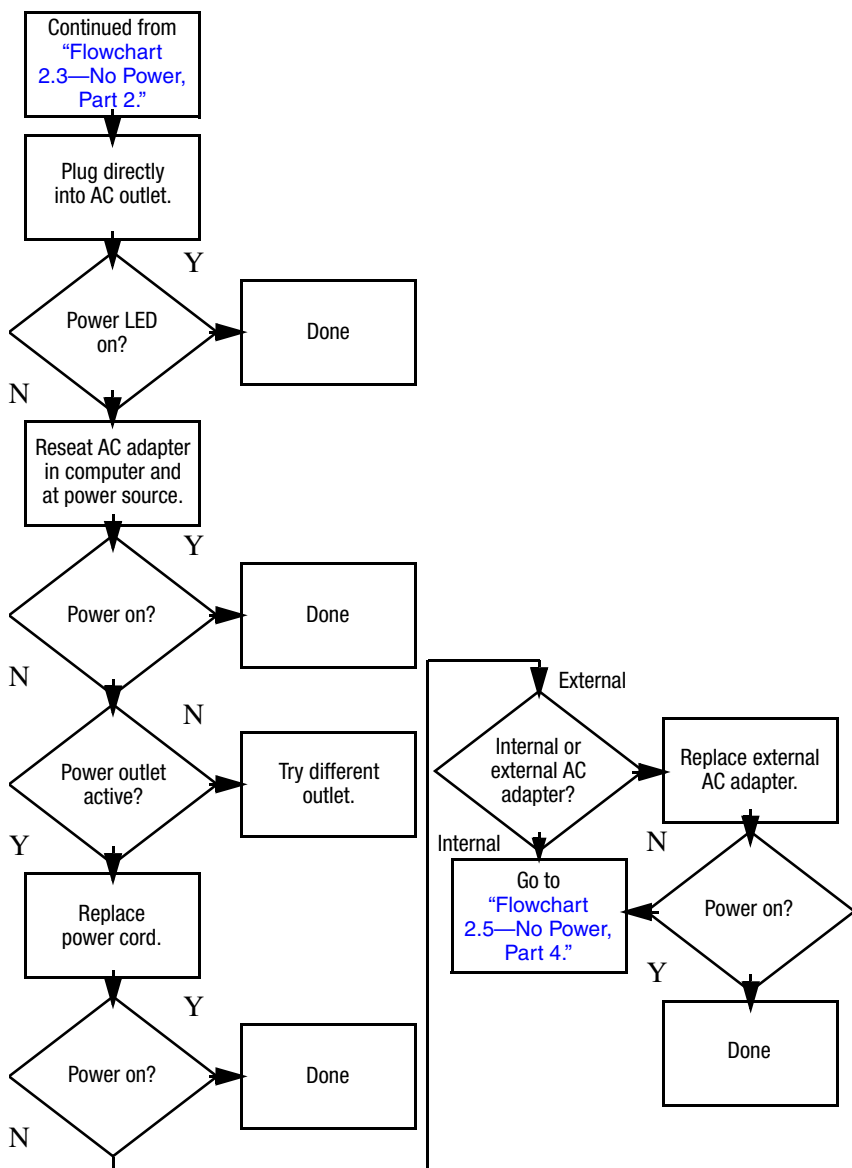 Continued from
“Flowchart
2.3—No Power,
Part 2.”
Plug directly
into AC outlet.
Y
Power LED
on?
Done
N
Reseat AC adapter
in computer and
at power source.
Y
Power on?
Done
N
N
Power outlet
active?
Try different
outlet.
Y
Replace
power cord.
Y
Power on?
Done
N
External
Internal or
external AC
adapter?
Replace external
AC adapter.
Internal
N
Go to
“Flowchart
2.5—No Power,
Part 4.”
Power on?
Y
Done